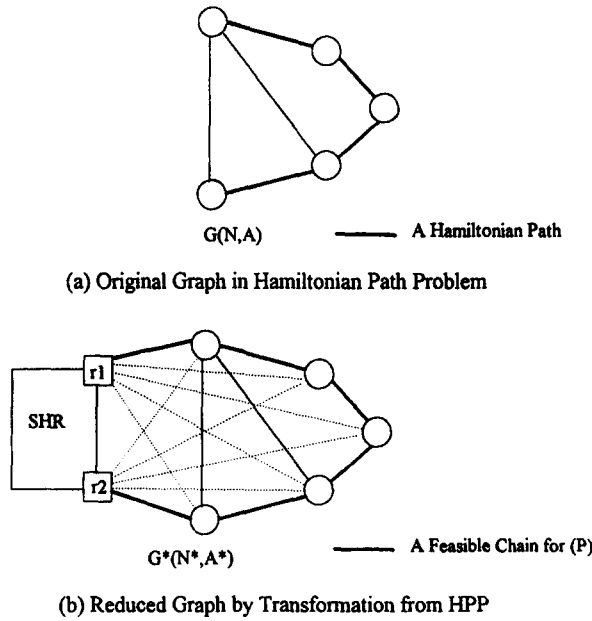 G(N,A)
A Hamiltonian Path
(a) Original Graph in Hamiltonian Path Problem
r1
SHR
r2
G*(N*,A*)
A Feasible Chain for (P)
(b) Reduced Graph by Transformation from HPP